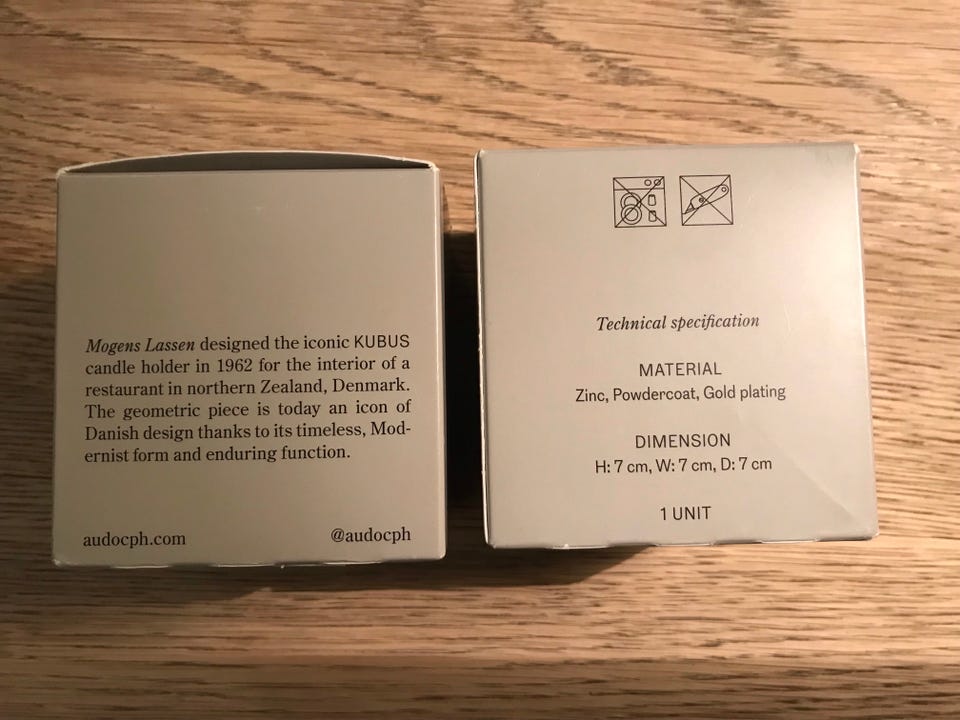 Mogens Lassen designed the iconic KUBUS
candle holder in 1962 for the interior of a
restaurant in northern Zealand, Denmark.
The geometric piece is today an icon of
Danish design thanks to its timeless, Mod-
ernist form and enduring function.
audocph.com @audocph
Technical specification
MATERIAL
Zinc, Powdercoat, Gold plating
DIMENSION
H: 7 cm, W: 7 cm, D: 7 cm
1 UNIT